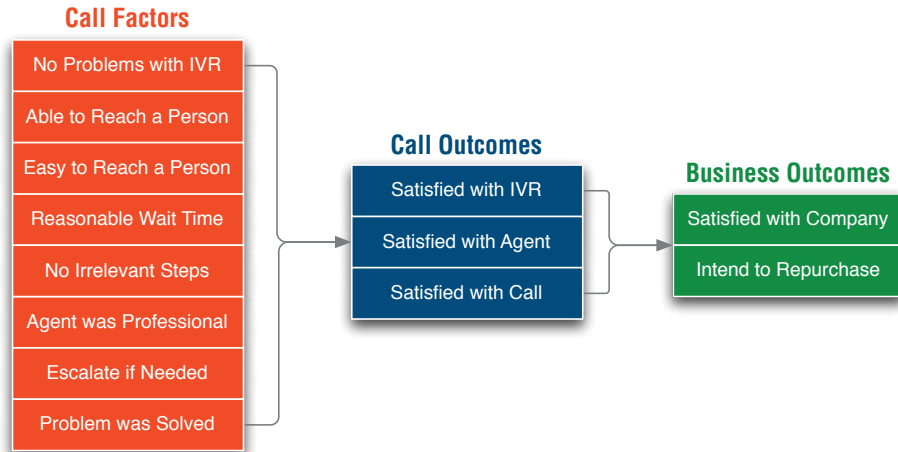 Call Factors
No Problems with IVR
Able to Reach a Person
Easy to Reach a Person
Reasonable Wait Time
No Irrelevant Steps
Agent was Professional
Escalate if Needed
Problem was Solved
Call Outcomes
Satisfied with IVR
Satisfied with Agent
Satisfied with Call
Business Outcomes
Satisfied with Company
Intend to Repurchase